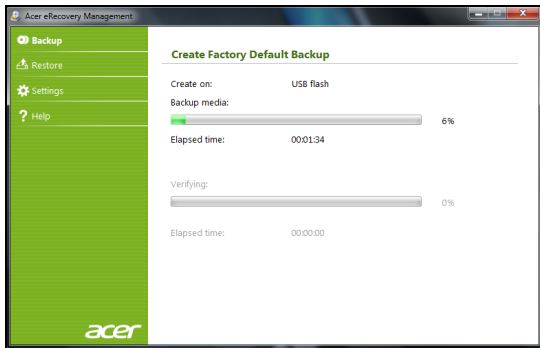 Acer eRecovery Management
Backup
Restore
Settings
? Help
Create Factory Default Backup
Create on: USB flash
Backup media:
6%
Elapsed time: 00:01:34
Verifying:
0%
Elapsed time: 00:00:00
acer